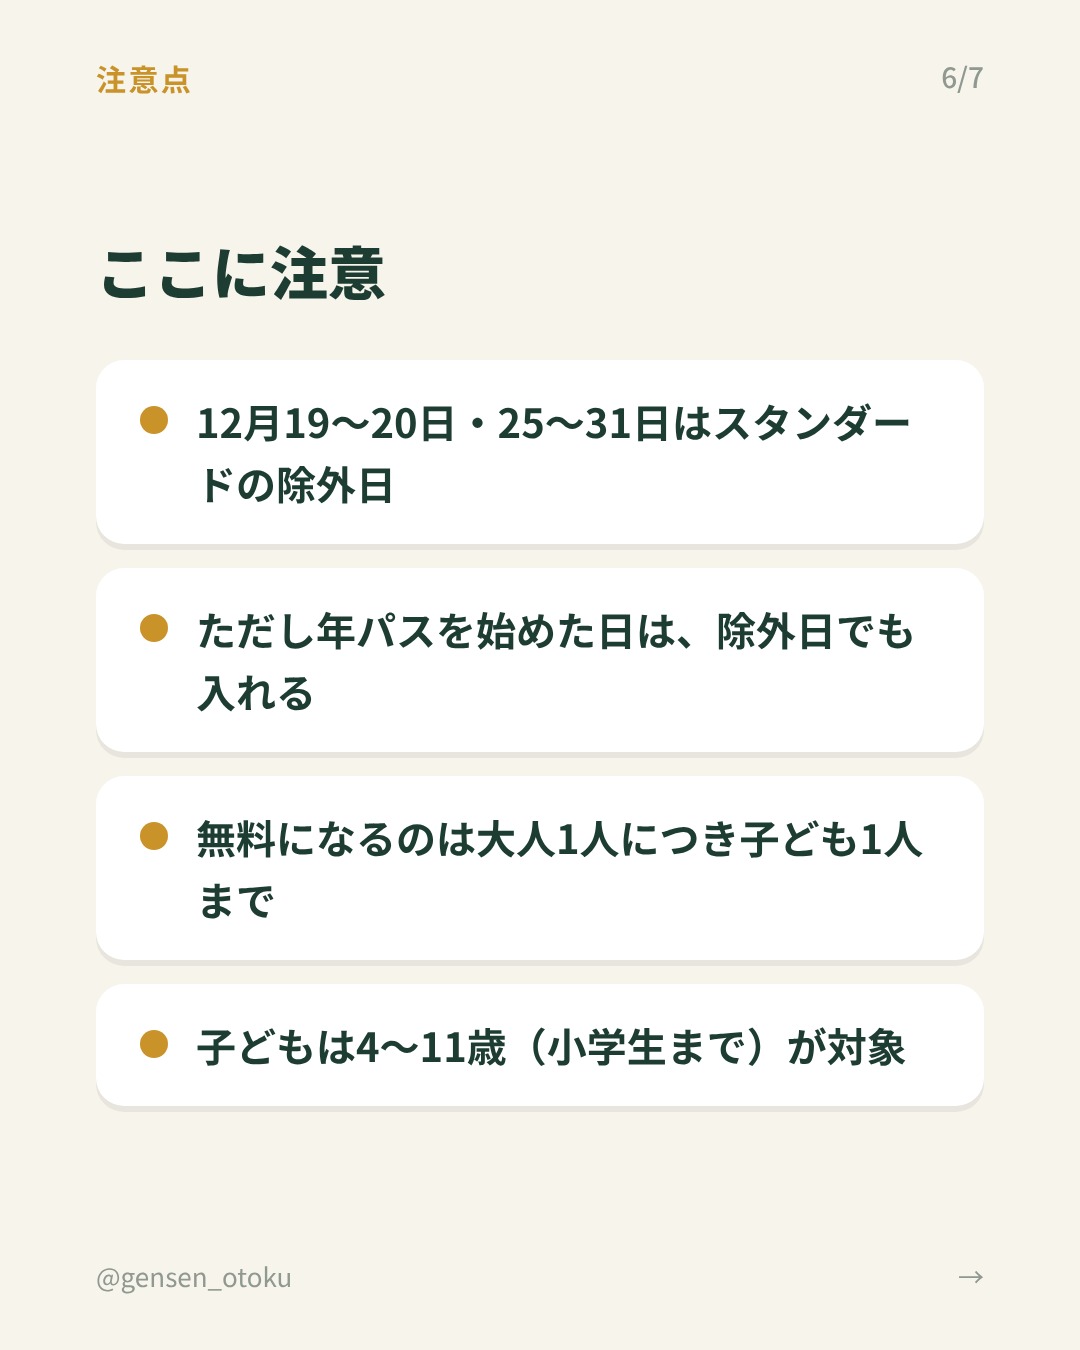 注意点
6/7
ここに注意
12月19〜20日・25〜31日はスタンダー
ドの除外日
ただし年パスを始めた日は、除外日でも
入れる
無料になるのは大人1人につき子ども1人
まで
子どもは4〜11歳（小学生まで）が対象
@gensen_otoku
→